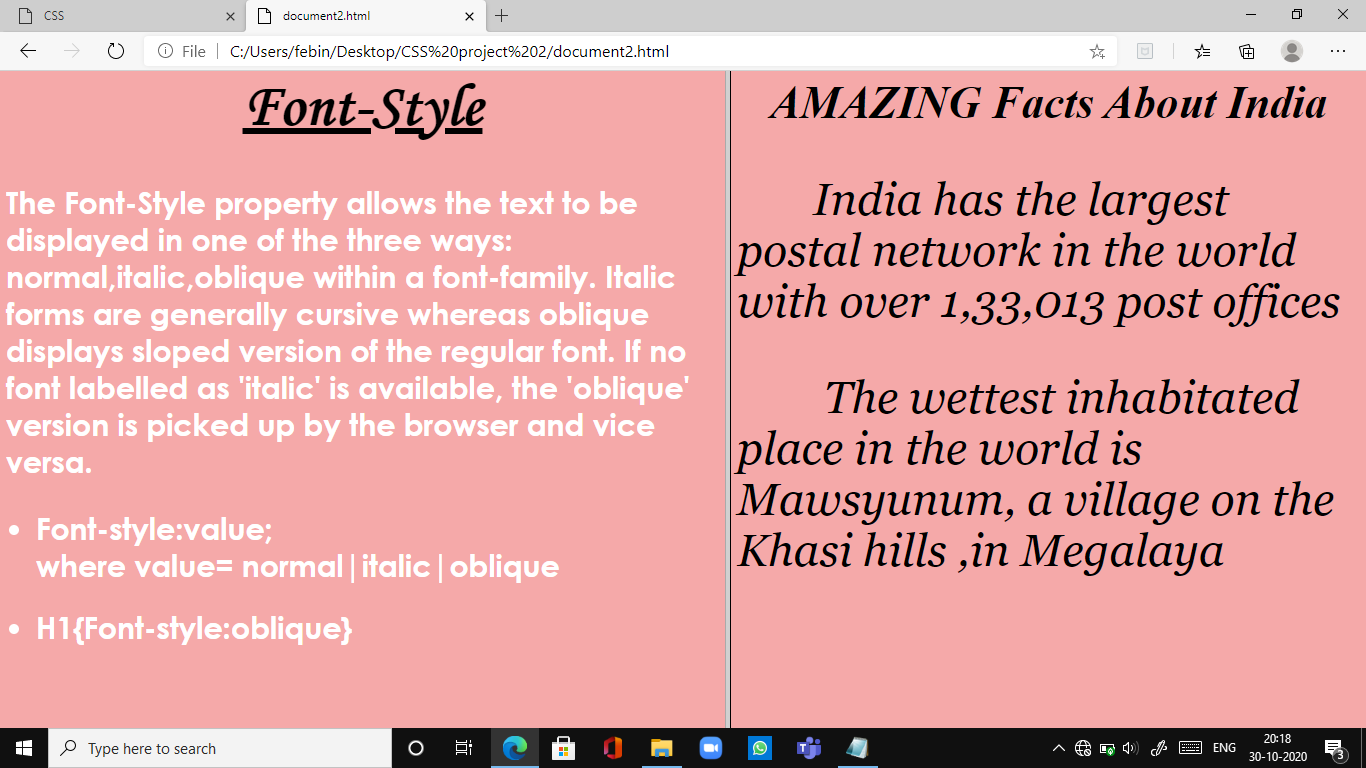 CSS
document2.html
File
C:/Users/febin/Desktop/CSS%20project%202/document2.html
Font-Style
The Font-Style property allows the text to be
displayed in one of the three ways:
normal,italic,oblique within a font-family. Italic
forms are generally cursive whereas oblique
displays sloped version of the regular font. If no
font labelled as 'italic' is available, the 'oblique'
version is picked up by the browser and vice
versa.
• Font-style:value;
where value= normal|italic|oblique
• H1{Font-style:oblique}
AMAZING Facts About India
India has the largest
postal network in the world
with over 1,33,013 post offices
The wettest inhabitated
place in the world is
Mawsyunum, a village on the
Khasi hills ,in Megalaya
Type here to search
ENG
20:18
30-10-2020
3